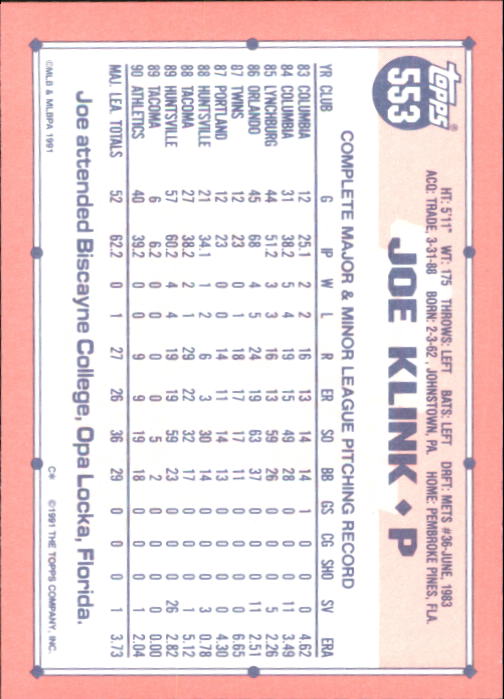 TOPPS®
553
HT: 5'11" WT: 175 THROWS: LEFT BATS: LEFT DRFT: METS #36-JUNE, 1983
ACQ: TRADE, 3-31-88 BORN: 2-3-62, JOHNSTOWN, PA. HOME: PEMBROKE PINES, FLA.
JOE KLINK • P
COMPLETE MAJOR & MINOR LEAGUE PITCHING RECORD
YR CLUB G IP W L R ER SO BB GS CG SHO SV ERA
83 COLUMBIA 12 25.1 2 2 16 13 14 14 1 0 0 0 4.62
84 COLUMBIA 31 38.2 5 4 19 15 49 28 0 0 0 11 3.49
85 LYNCHBURG 44 51.2 3 3 16 13 59 26 0 0 0 5 2.26
86 ORLANDO 45 68 4 5 24 19 63 37 0 0 0 11 2.51
87 TWINS 12 23 0 1 18 17 17 11 0 0 0 0 6.65
87 PORTLAND 12 23 0 0 14 11 14 13 0 0 0 0 4.30
88 HUNTSVILLE 21 34.1 1 2 6 3 30 14 0 0 0 3 0.78
88 TACOMA 27 38.2 2 1 29 22 32 17 0 0 0 1 5.12
89 HUNTSVILLE 57 60.2 4 4 19 19 59 23 0 0 0 26 2.82
89 TACOMA 6 6.2 0 0 0 0 5 2 0 0 0 0 0.00
90 ATHLETICS 40 39.2 0 0 9 9 19 18 0 0 0 1 2.04
MAJ. LEA. TOTALS 52 62.2 0 1 27 26 36 29 0 0 0 1 3.73
Joe attended Biscayne College, Opa Locka, Florida.
©MLB & MLBPA 1991
C* ©1991 THE TOPPS COMPANY, INC.